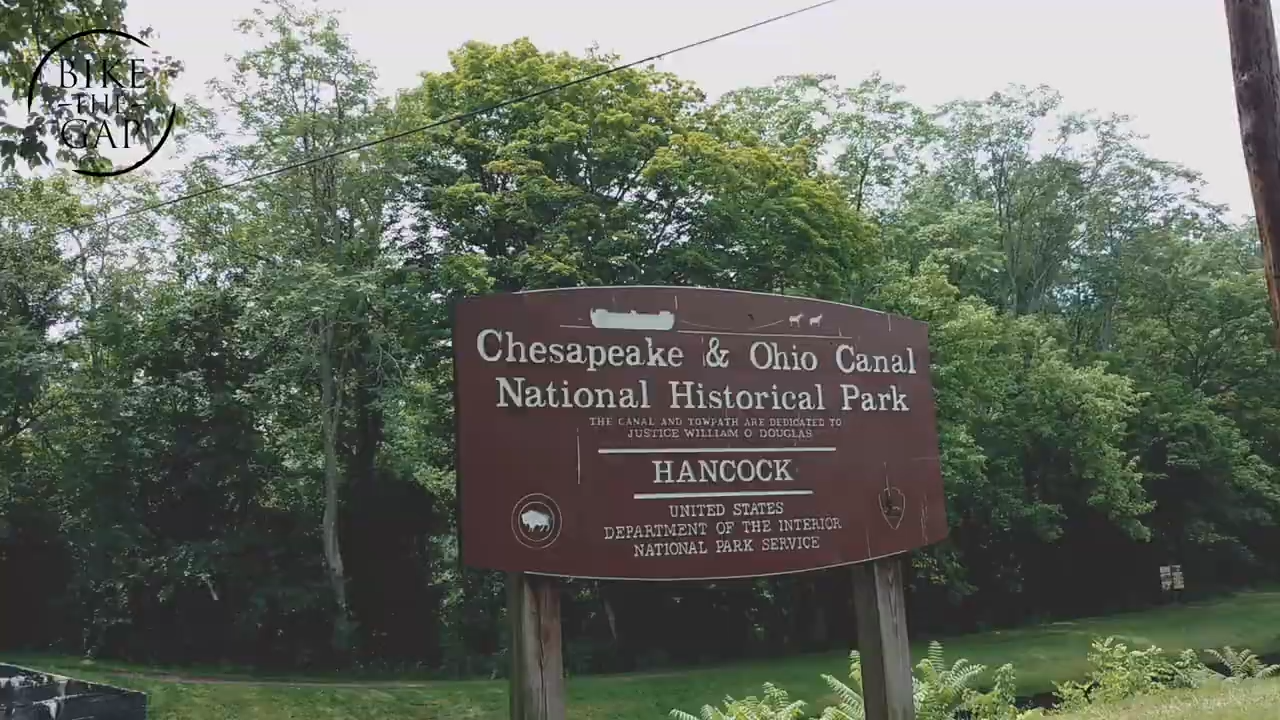 BIKE
-THE-
GAP
Chesapeake & Ohio Canal
National Historical Park
THE CANAL AND TOWPATH ARE DEDICATED TO
JUSTICE WILLIAM O DOUGLAS
HANCOCK
UNITED STATES
DEPARTMENT OF THE INTERIOR
NATIONAL PARK SERVICE